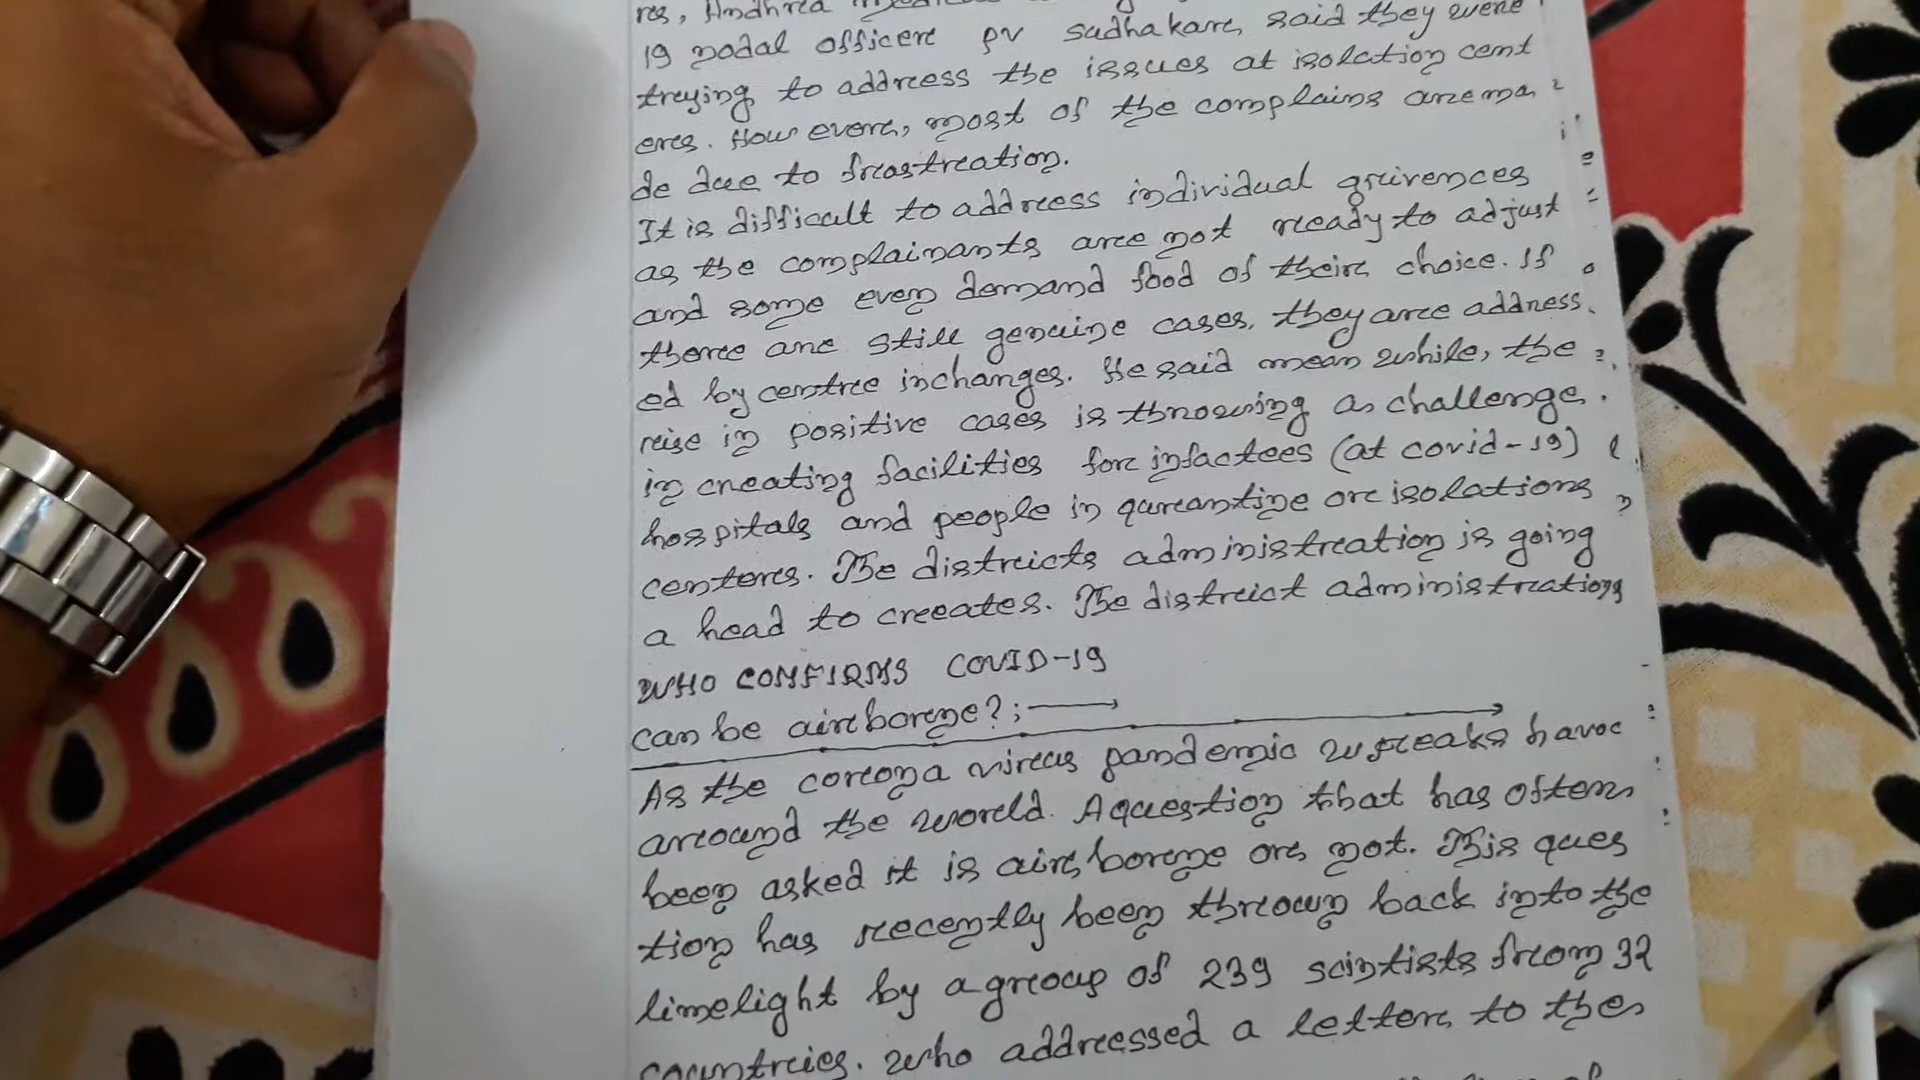 res, Andhra
19 nodal officer pv sudhakar, said they were
trying to address the issues at isolation cent
ers. However, most of the complains are ma
de due to frastreation.
It is difficult to address individual grivences
as the complainants are not ready to adjust
and some even demand food of their choice. If
there are still genuine cases, they are address
ed by centre inchanges. He said mean while, the
reise in positive cases is throwing a challenge.
in creating facilities for infactees (at covid-19)
hospitals and people in qurantine or isolations
centers. The districts administration is going
a head to creeates. The district administrations
WHO CONFIRMS COVID-19
can be airborne?;
As the corona virus pandemic wreaks havoc
around the world. A question that has often
been asked it is air borne or not. This ques
tion has recently been thrown back into the
limelight by a group of 239 scintists from 32
countries. who addressed a letter to the